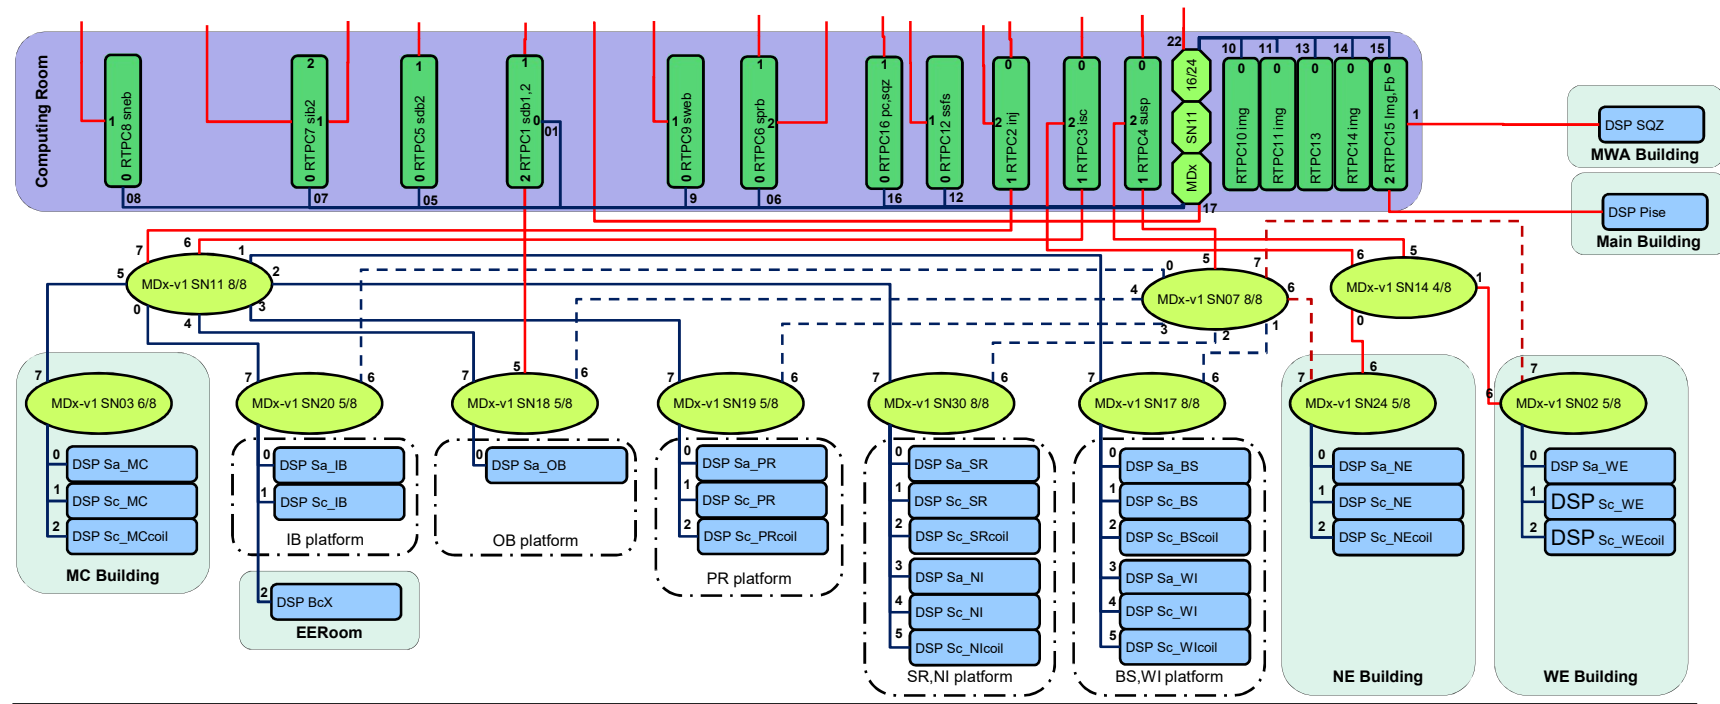 Computing Room
1
0 RTPC8 sneb
08
2
1
0 RTPC7 sib2
07
1
0 RTPC5 sdb2
05
1
0
01
2 RTPC1 sdb1,2
1
0 RTPC9 sweb
9
1
2
0 RTPC6 sprb
06
1
0 RTPC16 pc,sqz
16
1
0 RTPC12 ssfs
12
0
2
1 RTPC2 inj
0
2
1 RTPC3 isc
0
2
1 RTPC4 susp
22
16/24
SN11
MDx
17
10
0
RTPC10 img
11
0
RTPC11 img
13
0
RTPC13
14
0
RTPC14 img
15
0
2 RTPC15 Img,Fb
1
DSP SQZ
MWA Building
DSP Pise
Main Building
7
6
1
5
2
MDx-v1 SN11 8/8
0
4
3
0
5
7
4
6
MDx-v1 SN07 8/8
3
2
1
6
5
1
MDx-v1 SN14 4/8
0
7
MDx-v1 SN03 6/8
0
DSP Sa_MC
1
DSP Sc_MC
2
DSP Sc_MCcoil
MC Building
7
6
MDx-v1 SN20 5/8
0
DSP Sa_IB
1
DSP Sc_IB
IB platform
2
DSP BcX
EERoom
7
5
6
MDx-v1 SN18 5/8
0
DSP Sa_OB
OB platform
7
6
MDx-v1 SN19 5/8
0
DSP Sa_PR
1
DSP Sc_PR
2
DSP Sc_PRcoil
PR platform
7
6
MDx-v1 SN30 8/8
0
DSP Sa_SR
1
DSP Sc_SR
2
DSP Sc_SRcoil
3
DSP Sa_NI
4
DSP Sc_NI
5
DSP Sc_NIcoil
SR,NI platform
7
6
MDx-v1 SN17 8/8
0
DSP Sa_BS
1
DSP Sc_BS
2
DSP Sc_BScoil
3
DSP Sa_WI
4
DSP Sc_WI
5
DSP Sc_WIcoil
BS,WI platform
7
6
MDx-v1 SN24 5/8
0
DSP Sa_NE
1
DSP Sc_NE
2
DSP Sc_NEcoil
NE Building
7
6
MDx-v1 SN02 5/8
0
DSP Sa_WE
1
DSP Sc_WE
2
DSP Sc_WEcoil
WE Building